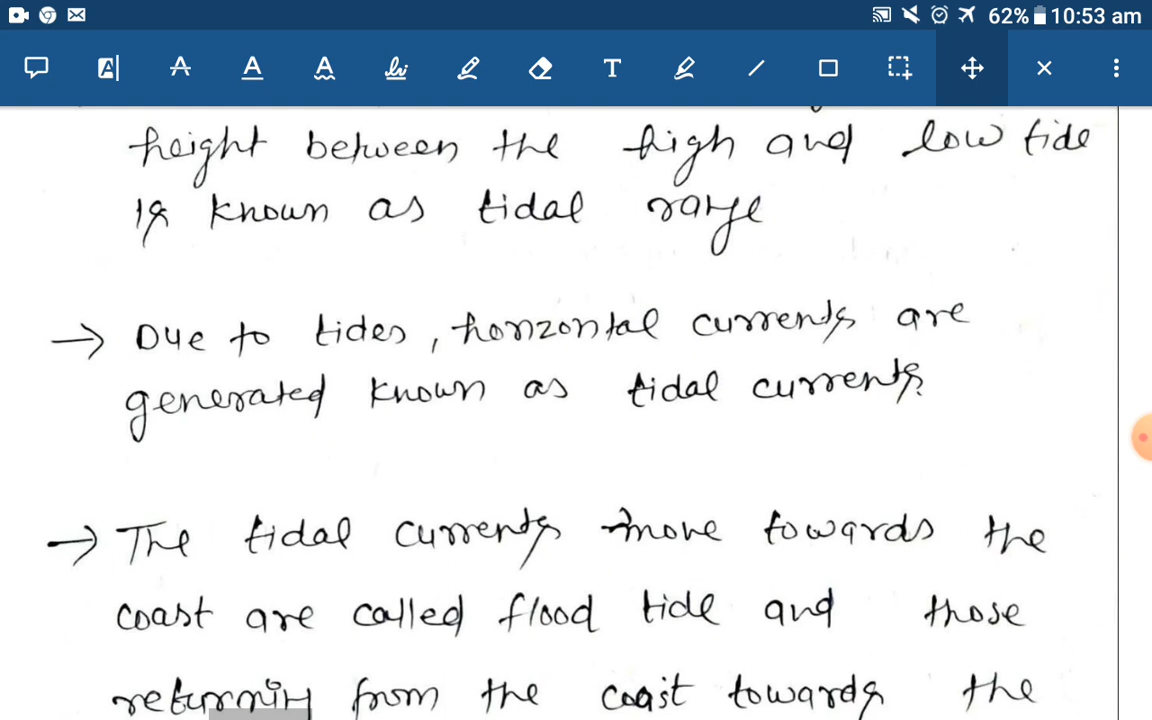 62% 10:53 am
height between the high and low tide
is known as tidal range
→ Due to tides, horizontal currents are
generated known as tidal currents.
→ The tidal currents move towards the
coast are called flood tide and those
returning from the coast towards the